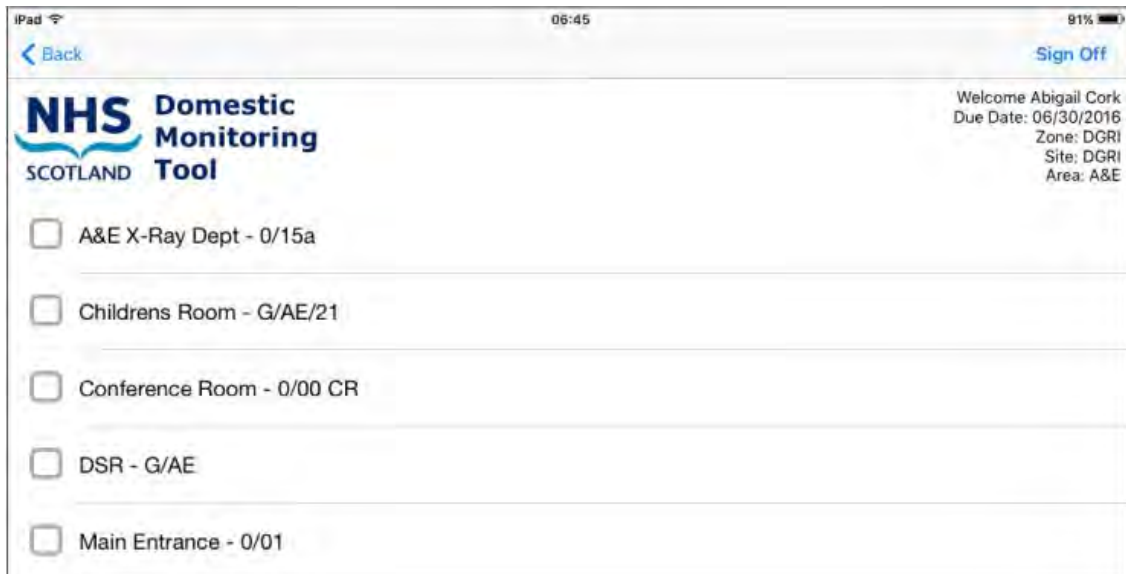 iPad 06:45 91%
Back Sign Off
NHS
SCOTLAND
Domestic
Monitoring
Tool
Welcome Abigail Cork
Due Date: 06/30/2016
Zone: DGRI
Site: DGRI
Area: A&E
A&E X-Ray Dept - 0/15a
Childrens Room - G/AE/21
Conference Room - 0/00 CR
DSR - G/AE
Main Entrance - 0/01